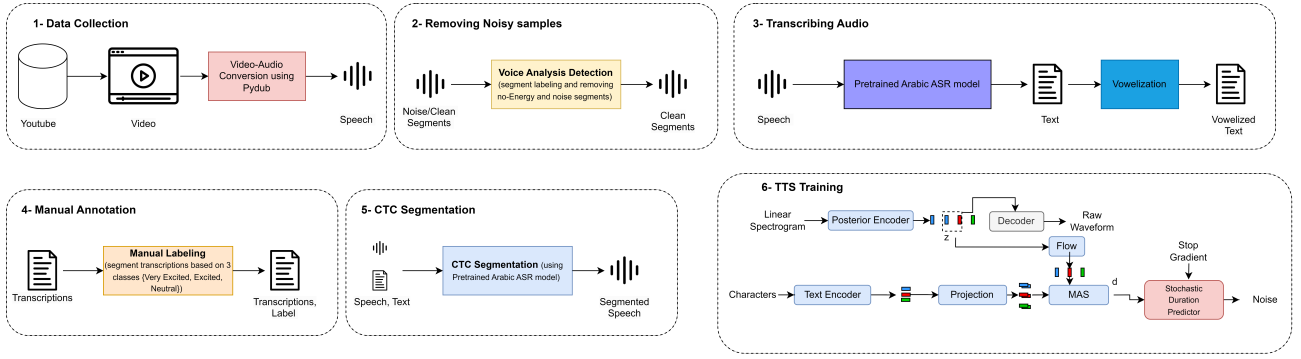 1- Data Collection
Youtube
Video
Video-Audio
Conversion using
Pydub
Speech
2- Removing Noisy samples
Noise/Clean
Segments
Voice Analysis Detection
(segment labeling and removing
no-Energy and noise segments)
Clean
Segments
3- Transcribing Audio
Speech
Pretrained Arabic ASR model
Text
Vowelization
Vowelized
Text
4- Manual Annotation
Transcriptions
Manual Labeling
(segment transcriptions based on 3
classes {Very Excited, Excited,
Neutral})
Transcriptions,
Label
5- CTC Segmentation
Speech, Text
CTC Segmentation (using
Pretrained Arabic ASR model)
Segmented
Speech
6- TTS Training
Linear
Spectrogram
Posterior Encoder
z
Decoder
Raw
Waveform
Flow
Stop
Gradient
Characters
Text Encoder
Projection
MAS
d
Stochastic
Duration
Predictor
Noise